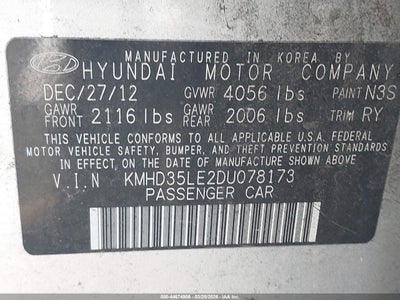 MANUFACTURED IN KOREA BY
HYUNDAI MOTOR COMPANY
DEC/27/12 GVWR 4056 lbs PAINT N3S
GAWR FRONT 2116 lbs GAWR REAR 2006 lbs TRIM RY
THIS VEHICLE CONFORMS TO ALL APPLICABLE U.S. FEDERAL
MOTOR VEHICLE SAFETY, BUMPER, AND THEFT PREVENTION
STANDARDS IN EFFECT ON THE DATE OF MANUFACTURE
SHOWN ABOVE.
V.I.N KMHD35LE2DU078173
PASSENGER CAR